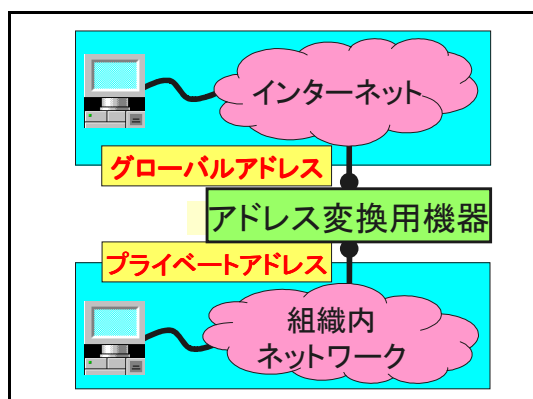 インターネット
グローバルアドレス
アドレス変換用機器
プライベートアドレス
組織内
ネットワーク